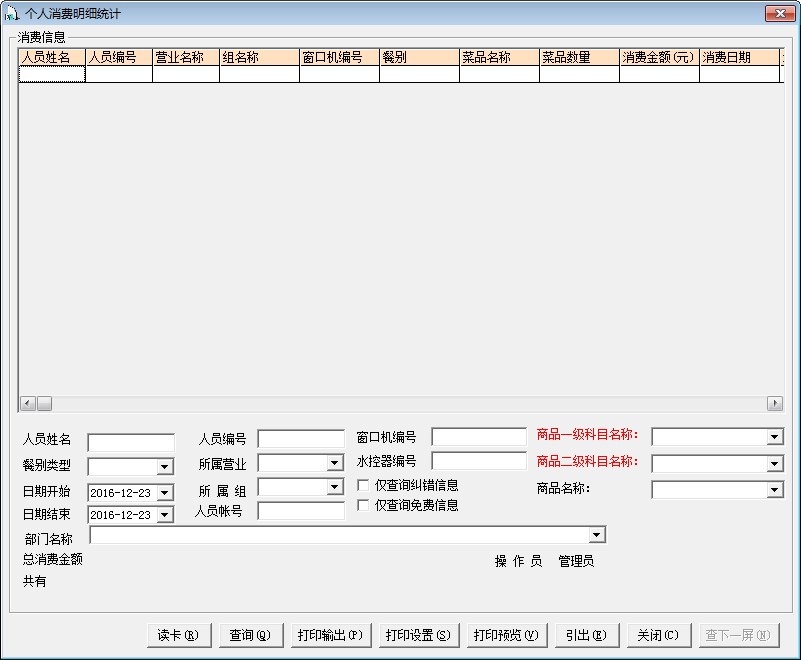 个人消费明细统计
消费信息
人员姓名 人员编号 营业名称 组名称 窗口机编号 餐别 菜品名称 菜品数量 消费金额(元) 消费日期
人员姓名 人员编号 窗口机编号 商品一级科目名称:
餐别类型 所属营业 水控器编号 商品二级科目名称:
日期开始 2016-12-23 所 属 组 仅查询纠错信息 商品名称:
日期结束 2016-12-23 人员帐号 仅查询免费信息
部门名称
总消费金额 操 作 员 管理员
共有
读卡(R) 查询(Q) 打印输出(P) 打印设置(S) 打印预览(V) 引出(E) 关闭(C) 查下一屏(N)